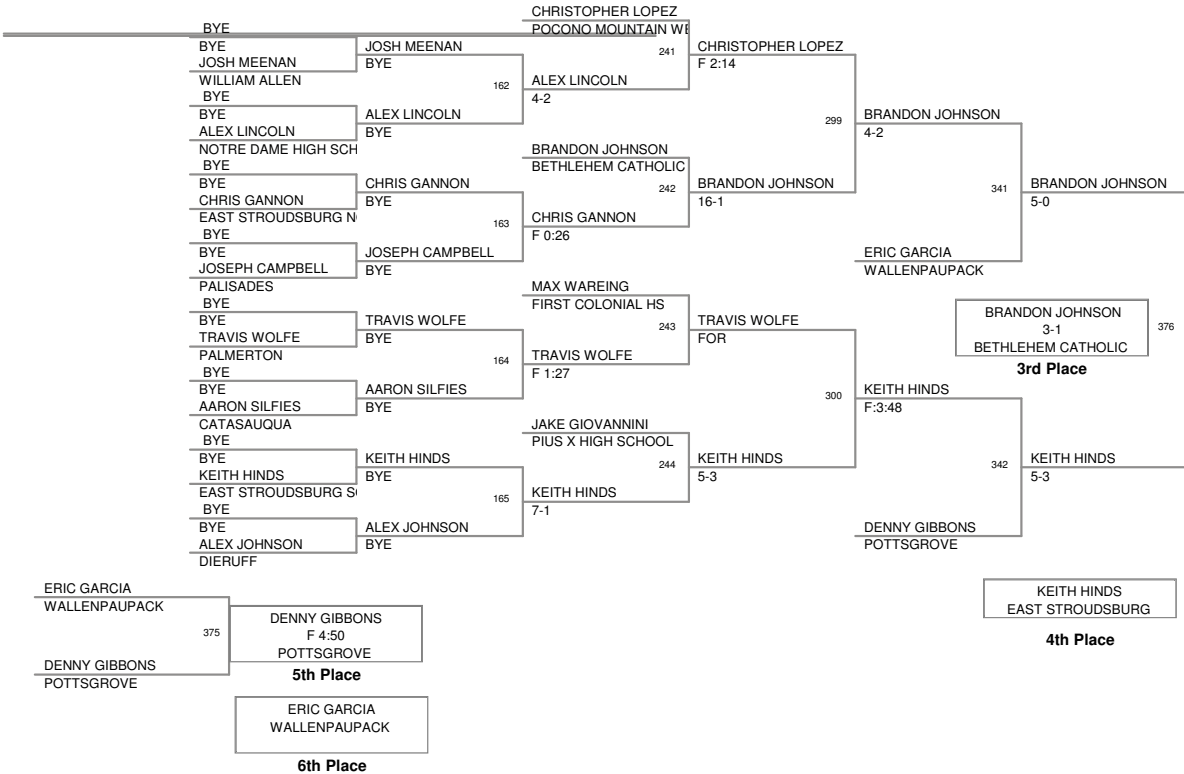 CHRISTOPHER LOPEZ
POCONO MOUNTAIN WE
241
CHRISTOPHER LOPEZ
F 2:14
BYE
BYE
JOSH MEENAN
JOSH MEENAN
BYE
WILLIAM ALLEN
162
ALEX LINCOLN
4-2
BYE
BYE
ALEX LINCOLN
ALEX LINCOLN
BYE
NOTRE DAME HIGH SCH
299
BRANDON JOHNSON
4-2
BRANDON JOHNSON
BETHLEHEM CATHOLIC
242
BRANDON JOHNSON
16-1
BYE
BYE
CHRIS GANNON
CHRIS GANNON
BYE
EAST STROUDSBURG N
163
CHRIS GANNON
F 0:26
BYE
BYE
JOSEPH CAMPBELL
JOSEPH CAMPBELL
BYE
PALISADES
341
BRANDON JOHNSON
5-0
ERIC GARCIA
WALLENPAUPACK
MAX WAREING
FIRST COLONIAL HS
243
TRAVIS WOLFE
FOR
BYE
BYE
TRAVIS WOLFE
TRAVIS WOLFE
BYE
PALMERTON
164
TRAVIS WOLFE
F 1:27
BYE
BYE
AARON SILFIES
AARON SILFIES
BYE
CATASAUQUA
BRANDON JOHNSON
3-1
BETHLEHEM CATHOLIC
376
3rd Place
300
KEITH HINDS
F:3:48
JAKE GIOVANNINI
PIUS X HIGH SCHOOL
244
KEITH HINDS
5-3
BYE
BYE
KEITH HINDS
KEITH HINDS
BYE
EAST STROUDSBURG S
165
KEITH HINDS
7-1
BYE
BYE
ALEX JOHNSON
ALEX JOHNSON
BYE
DIERUFF
342
KEITH HINDS
5-3
DENNY GIBBONS
POTTSGROVE
ERIC GARCIA
WALLENPAUPACK
375
DENNY GIBBONS
F 4:50
POTTSGROVE
5th Place
DENNY GIBBONS
POTTSGROVE
KEITH HINDS
EAST STROUDSBURG
4th Place
ERIC GARCIA
WALLENPAUPACK
6th Place